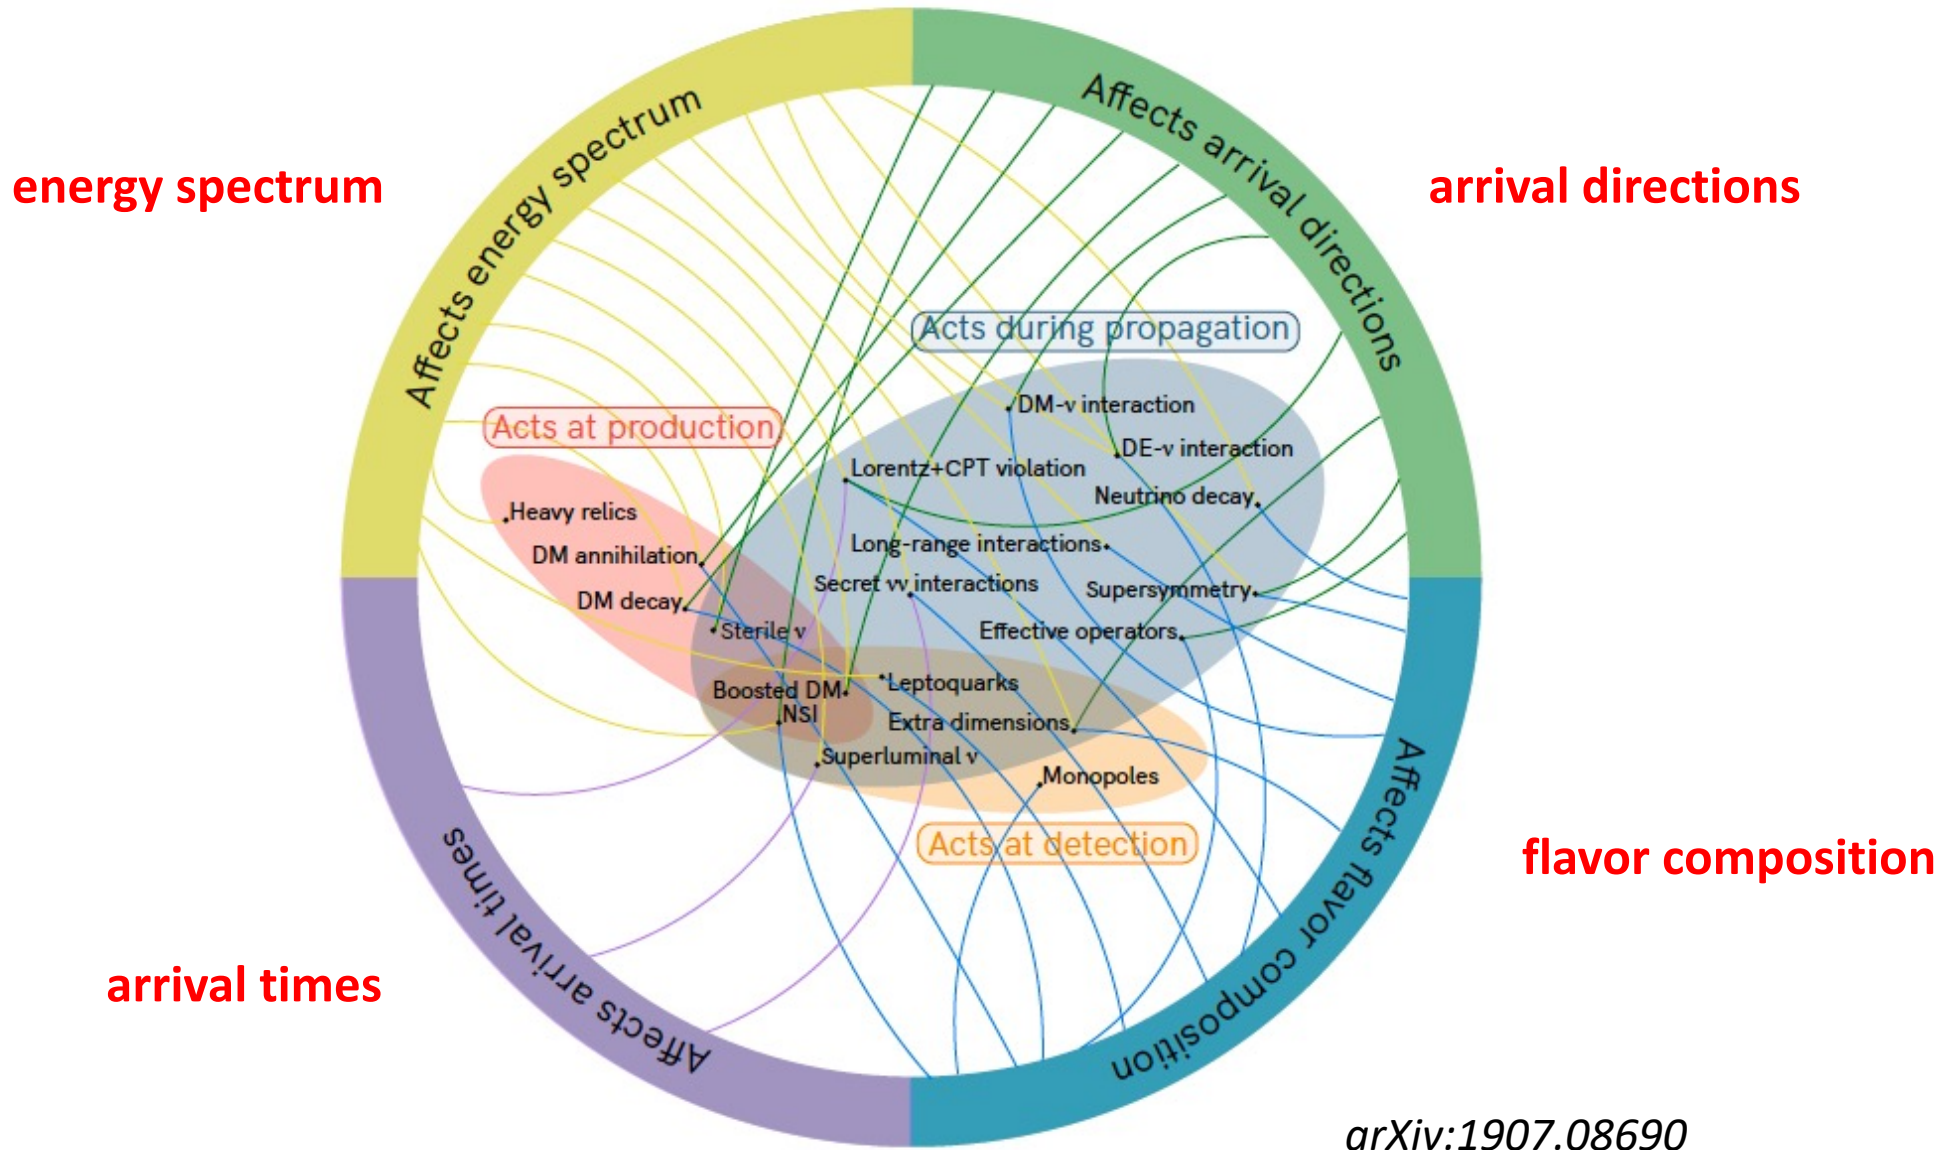 Affects energy spectrum
Affects arrival directions
energy spectrum
arrival directions
Acts during propagation
DM-ν interaction
Acts at production
DE-ν interaction
Lorentz+CPT violation
Neutrino decay
Heavy relics
Long-range interactions
DM annihilation
Secret νν interactions
Supersymmetry
DM decay
Sterile ν
Effective operators
Leptoquarks
Boosted DM
NSI
Extra dimensions
Superluminal ν
Monopoles
Acts at detection
flavor composition
Affects flavor composition
Affects arrival times
arrival times
arXiv:1907.08690